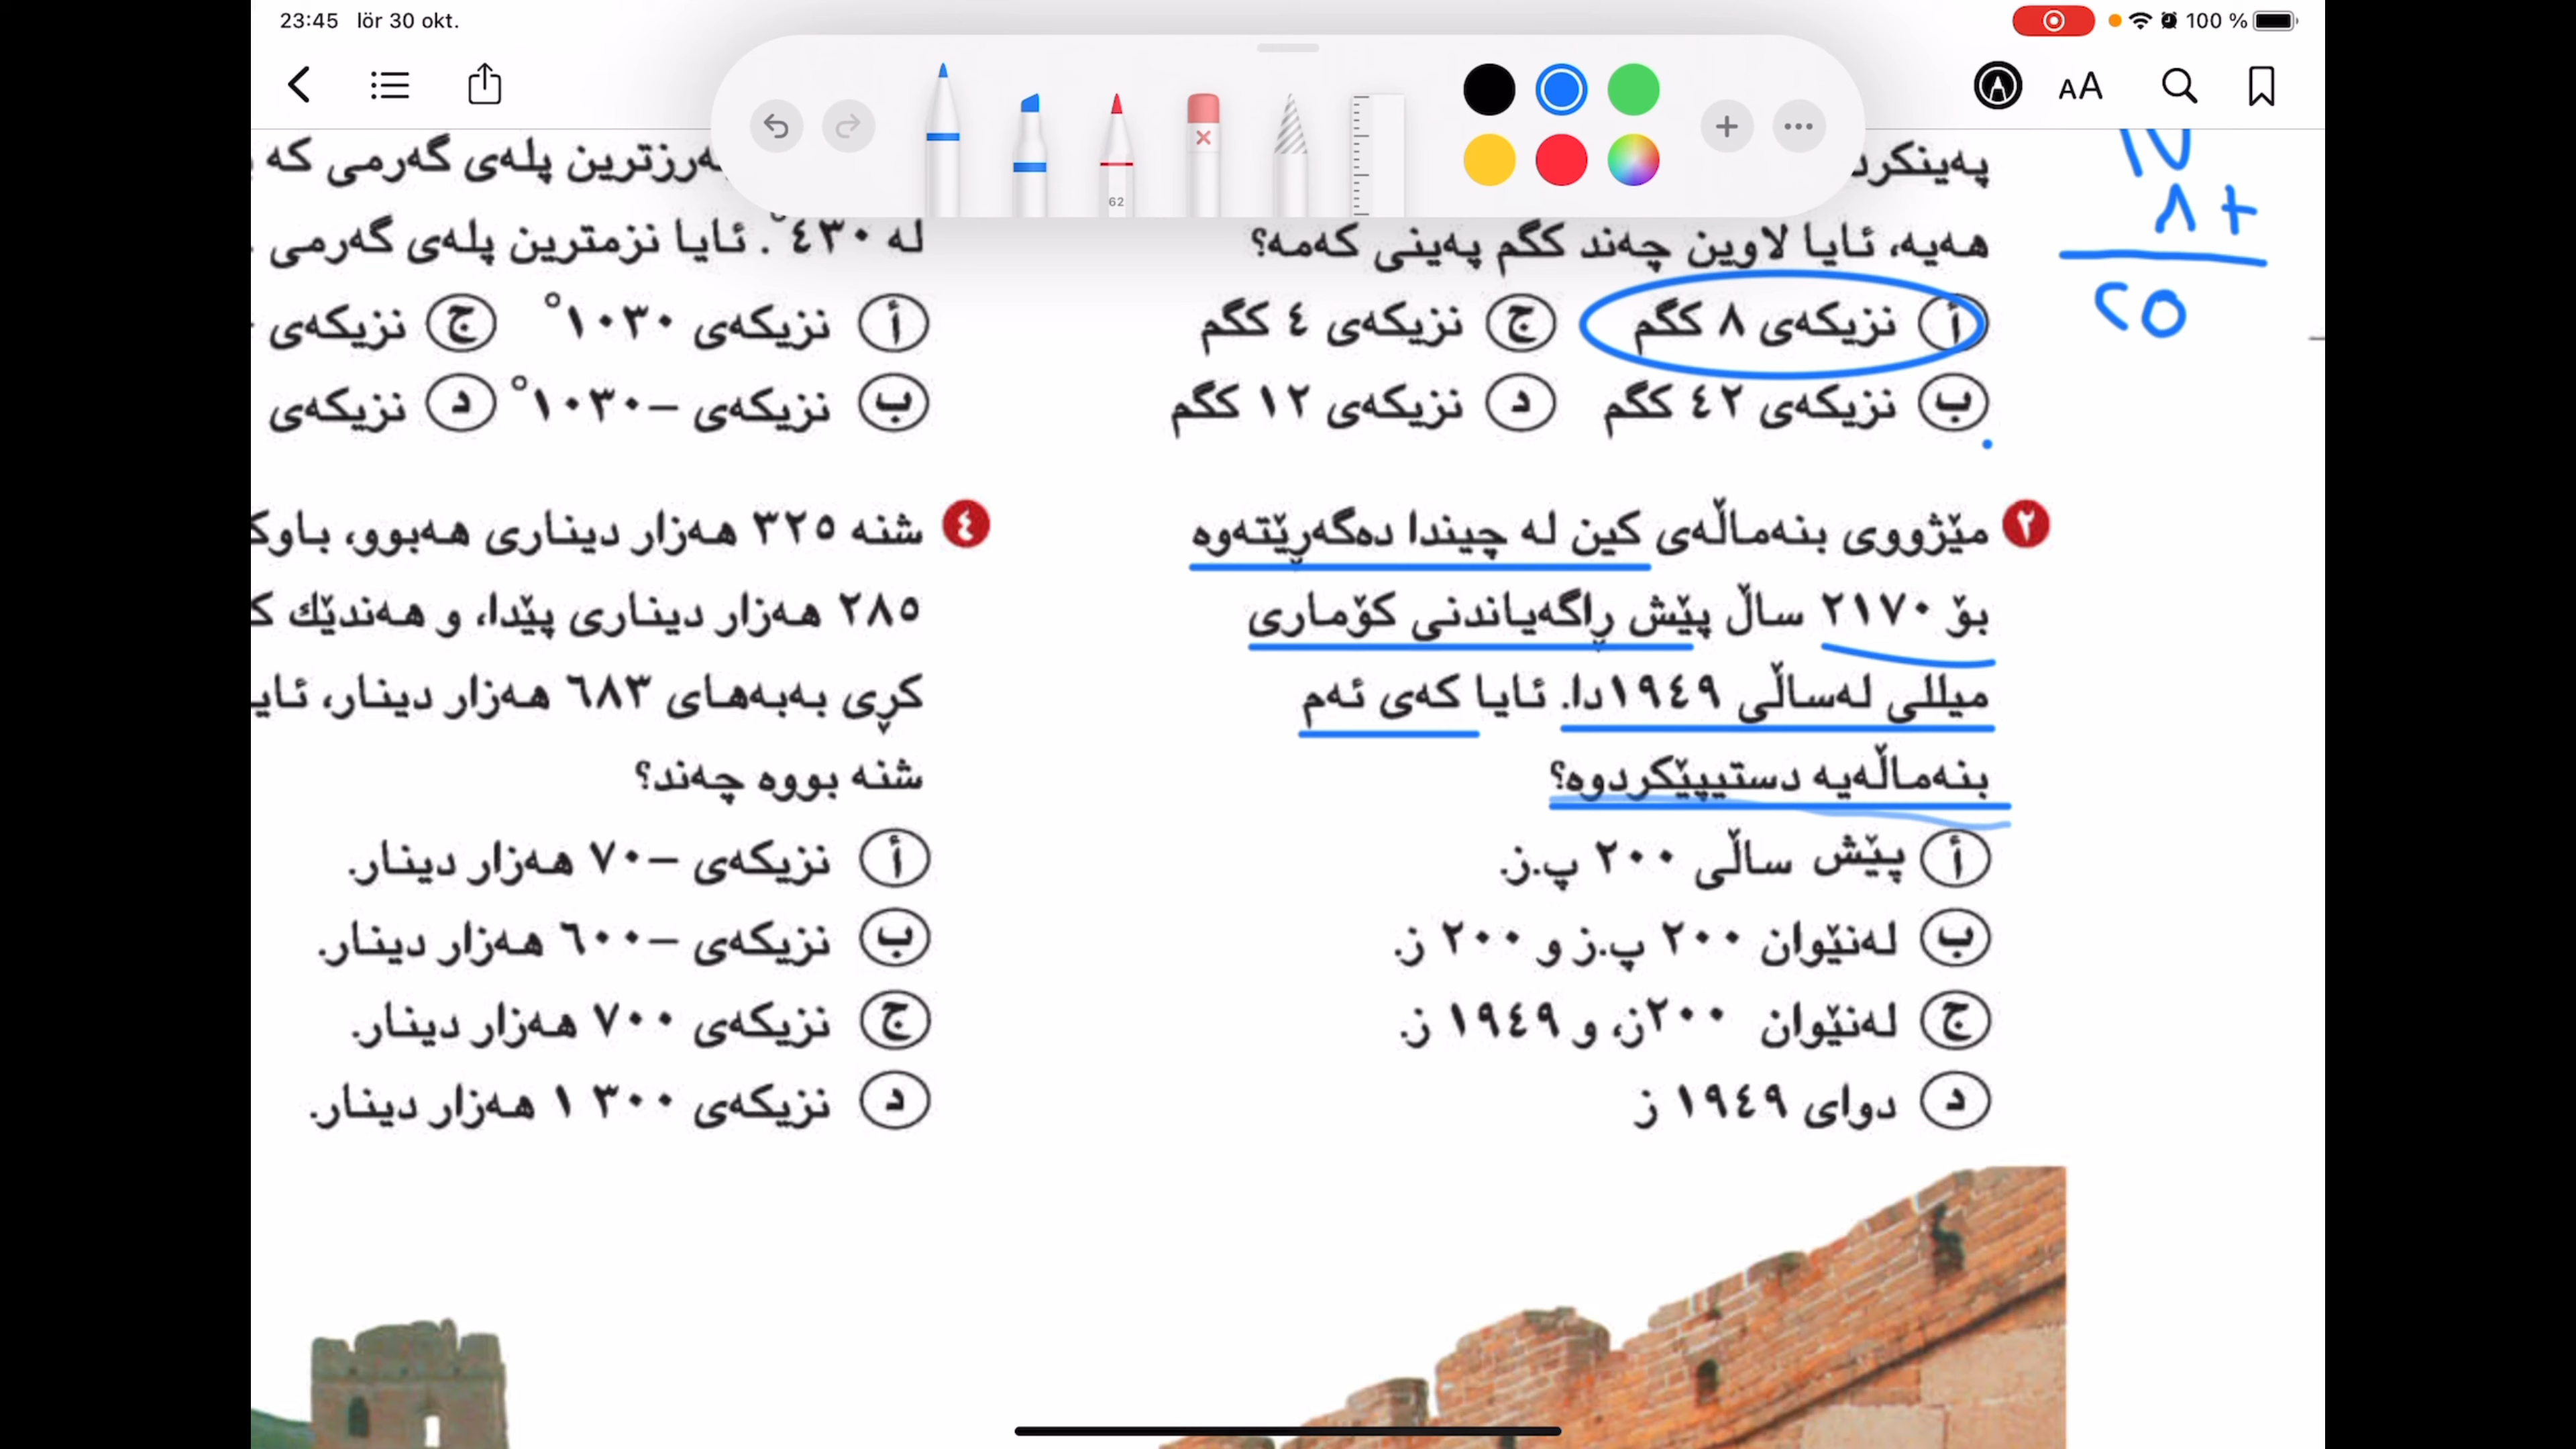 23:45 lör 30 okt.
100 %
AA
62
پەینکرد
هەیە، ئایا لاوین چەند کگم پەینی کەمە؟
أ نزیکەی ٨ کگم
ج نزیکەی ٤ کگم
ب نزیکەی ٤٢ کگم
د نزیکەی ١٢ کگم
١٧
٨ +
٢٥
٢ مێژووی بنەماڵەی کین لە چیندا دەگەڕێتەوە
بۆ ٢١٧٠ ساڵ پێش ڕاگەیاندنی کۆماری
میللی لەساڵی ١٩٤٩دا. ئایا کەی ئەم
بنەماڵەیە دستیپێکردوە؟
أ پێش ساڵی ٢٠٠ پ.ز.
ب لەنێوان ٢٠٠ پ.ز و ٢٠٠ ز.
ج لەنێوان ٢٠٠ز، و ١٩٤٩ ز.
د دوای ١٩٤٩ ز
ەرزترین پلەی گەرمی کە
لە ٤٣٠°. ئایا نزمترین پلەی گەرمی
أ نزیکەی ١٠٣٠°
ج نزیکەی
ب نزیکەی –١٠٣٠°
د نزیکەی
٤ شنە ٣٢٥ هەزار دیناری هەبوو، باوک
٢٨٥ هەزار دیناری پێدا، و هەندێك ک
کڕی بەبەهای ٦٨٣ هەزار دینار، ئای
شنە بووە چەند؟
أ نزیکەی –٧٠ هەزار دینار.
ب نزیکەی –٦٠٠ هەزار دینار.
ج نزیکەی ٧٠٠ هەزار دینار.
د نزیکەی ٣٠٠ ١ هەزار دینار.